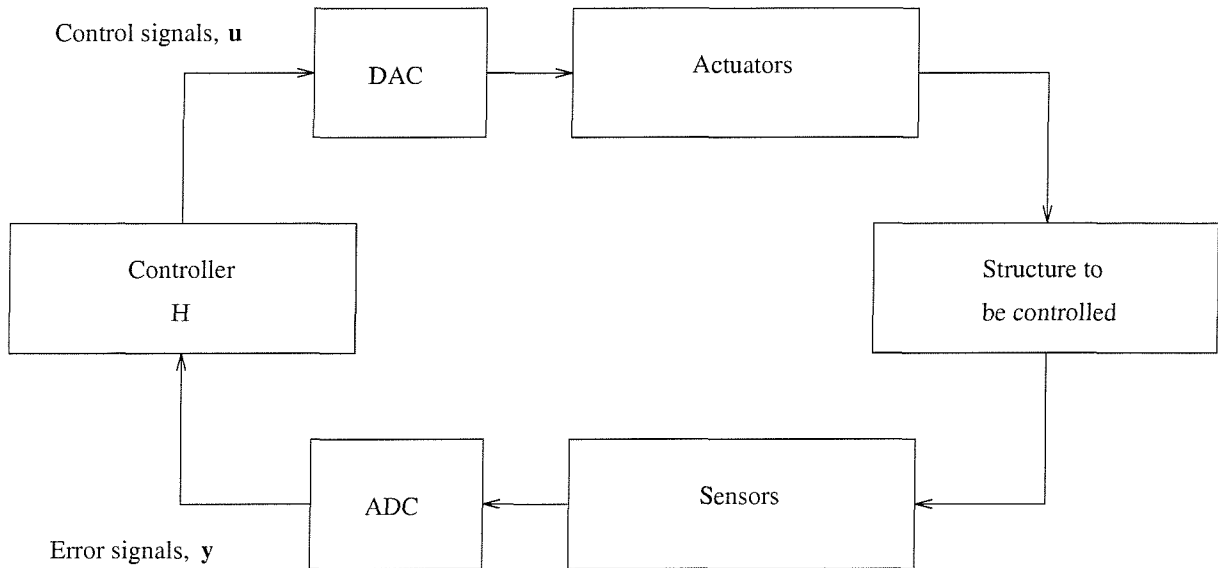 Control signals, u
DAC
Actuators
Controller
H
Structure to
be controlled
ADC
Sensors
Error signals, y